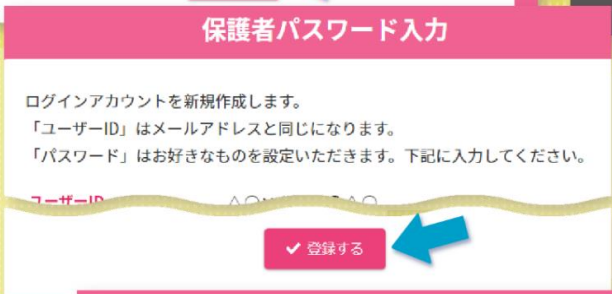 保護者パスワード入力
ログインアカウントを新規作成します。
「ユーザーID」はメールアドレスと同じになります。
「パスワード」はお好きなものを設定いただきます。下記に入力してください。
ユーザーID
✔ 登録する